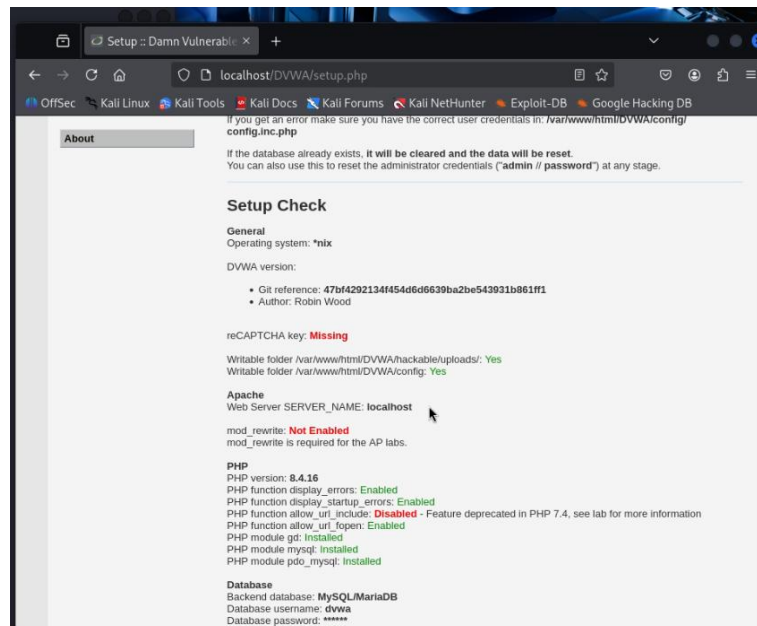 Setup :: Damn Vulnerable
localhost/DVWA/setup.php
OffSec Kali Linux Kali Tools Kali Docs Kali Forums Kali NetHunter Exploit-DB Google Hacking DB
About
If you get an error make sure you have the correct user credentials in: /var/www/html/DVWA/config/
config.inc.php
If the database already exists, it will be cleared and the data will be reset.
You can also use this to reset the administrator credentials ("admin // password") at any stage.
Setup Check
General
Operating system: *nix
DVWA version:
• Git reference: 47bf4292134f454d6d6639ba2be543931b861ff1
• Author: Robin Wood
reCAPTCHA key: Missing
Writable folder /var/www/html/DVWA/hackable/uploads/: Yes
Writable folder /var/www/html/DVWA/config: Yes
Apache
Web Server SERVER_NAME: localhost
mod_rewrite: Not Enabled
mod_rewrite is required for the AP labs.
PHP
PHP version: 8.4.16
PHP function display_errors: Enabled
PHP function display_startup_errors: Enabled
PHP function allow_url_include: Disabled - Feature deprecated in PHP 7.4, see lab for more information
PHP function allow_url_fopen: Enabled
PHP module gd: Installed
PHP module mysql: Installed
PHP module pdo_mysql: Installed
Database
Backend database: MySQL/MariaDB
Database username: dvwa
Database password: ******